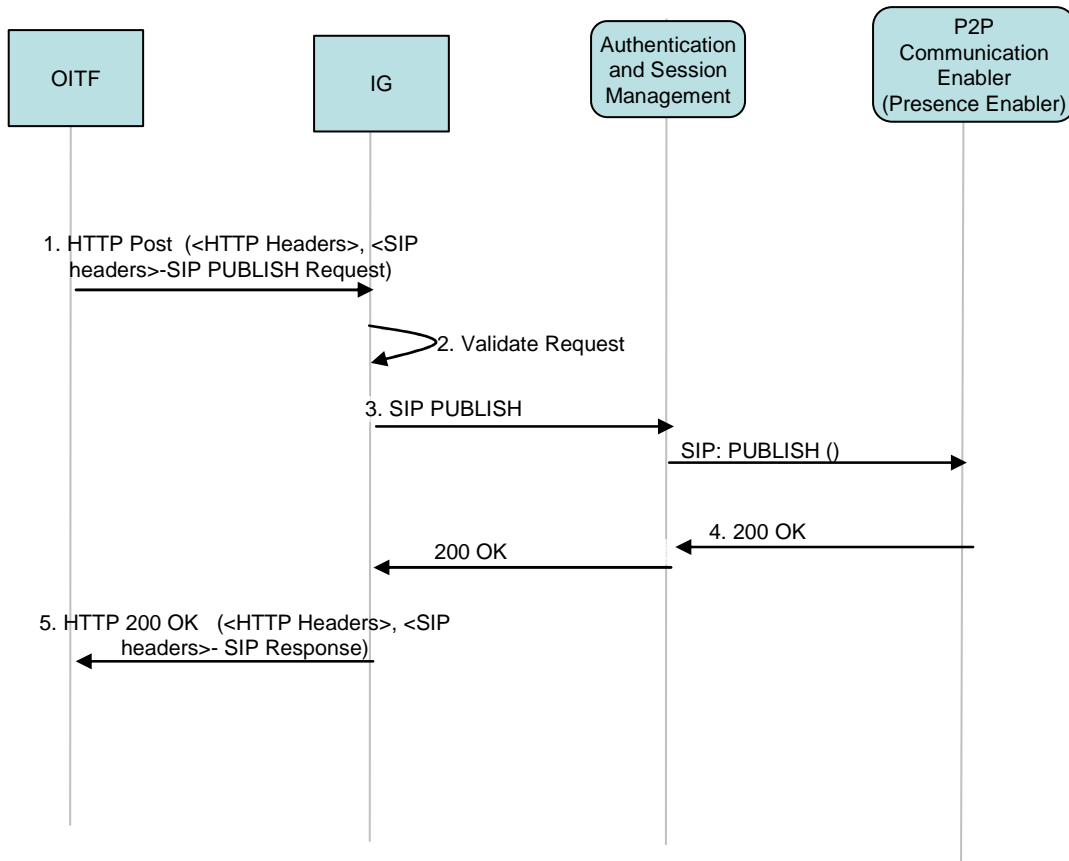 OITF
IG
Authentication
and Session
Management
P2P
Communication
Enabler
(Presence Enabler)
1. HTTP Post (<HTTP Headers>, <SIP
headers>-SIP PUBLISH Request)
2. Validate Request
3. SIP PUBLISH
SIP: PUBLISH ()
4. 200 OK
200 OK
5. HTTP 200 OK (<HTTP Headers>, <SIP
headers>- SIP Response)